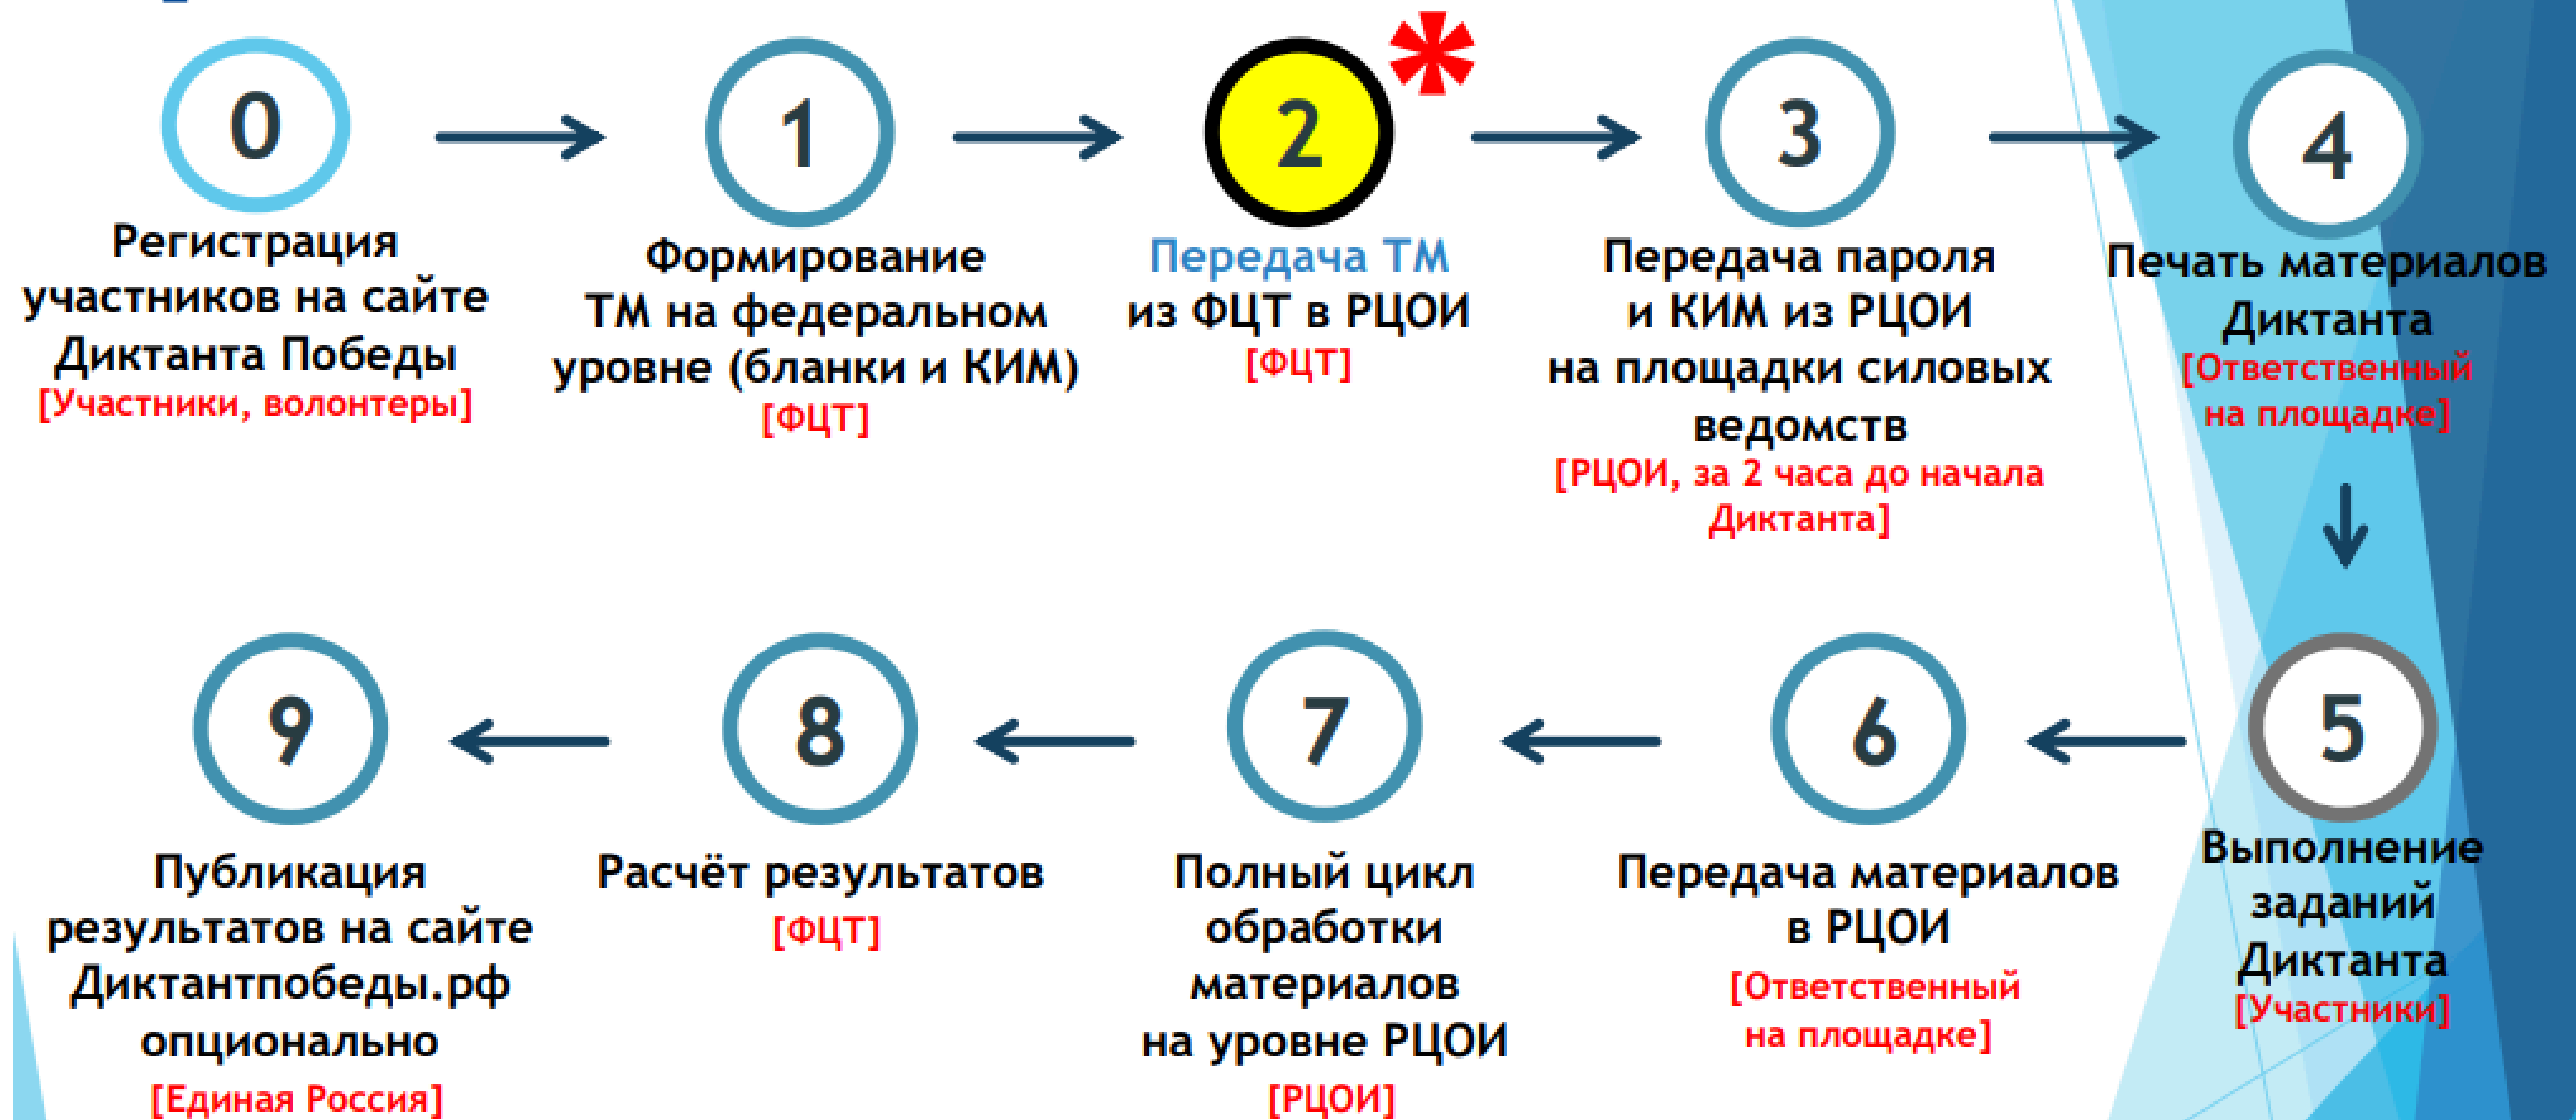 0
Регистрация
участников на сайте
Диктанта Победы
[Участники, волонтеры]
1
Формирование
ТМ на федеральном
уровне (бланки и КИМ)
[ФЦТ]
2
*
Передача ТМ
из ФЦТ в РЦОИ
[ФЦТ]
3
Передача пароля
и КИМ из РЦОИ
на площадки силовых
ведомств
[РЦОИ, за 2 часа до начала
Диктанта]
4
Печать материалов
Диктанта
[Ответственный
на площадке]
5
Выполнение
заданий
Диктанта
[Участники]
6
Передача материалов
в РЦОИ
[Ответственный
на площадке]
7
Полный цикл
обработки
материалов
на уровне РЦОИ
[РЦОИ]
8
Расчёт результатов
[ФЦТ]
9
Публикация
результатов на сайте
Диктантпобеды.рф
опционально
[Единая Россия]